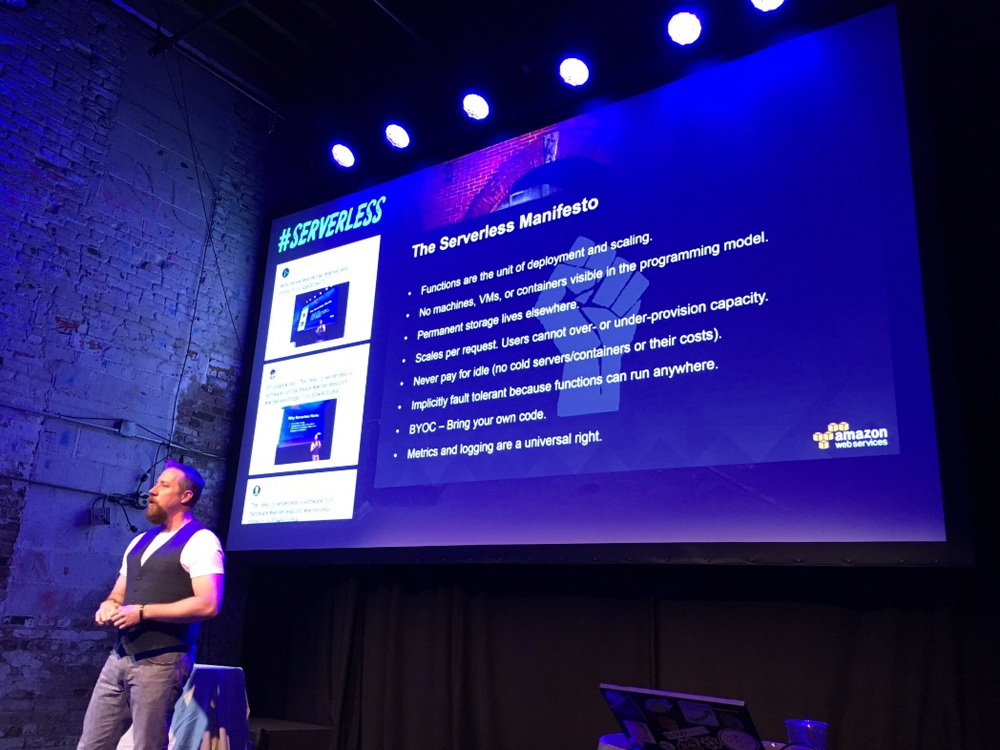 #SERVERLESS
The Serverless Manifesto
• Functions are the unit of deployment and scaling.
• No machines, VMs, or containers visible in the programming model.
• Permanent storage lives elsewhere.
• Scales per request. Users cannot over- or under-provision capacity.
• Never pay for idle (no cold servers/containers or their costs).
• Implicitly fault tolerant because functions can run anywhere.
• BYOC – Bring your own code.
• Metrics and logging are a universal right.
amazon
web services
Why Serverless Works